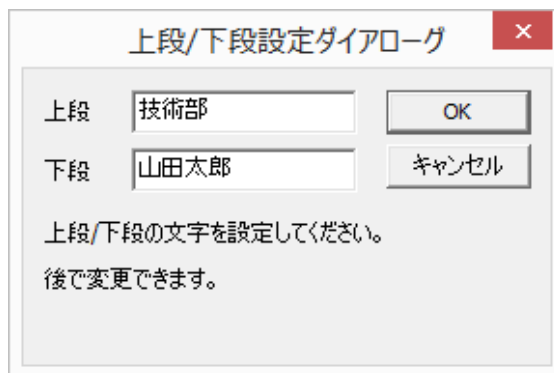 上段/下段設定ダイアローグ
上段 技術部 OK
下段 山田太郎 キャンセル
上段/下段の文字を設定してください。
後で変更できます。